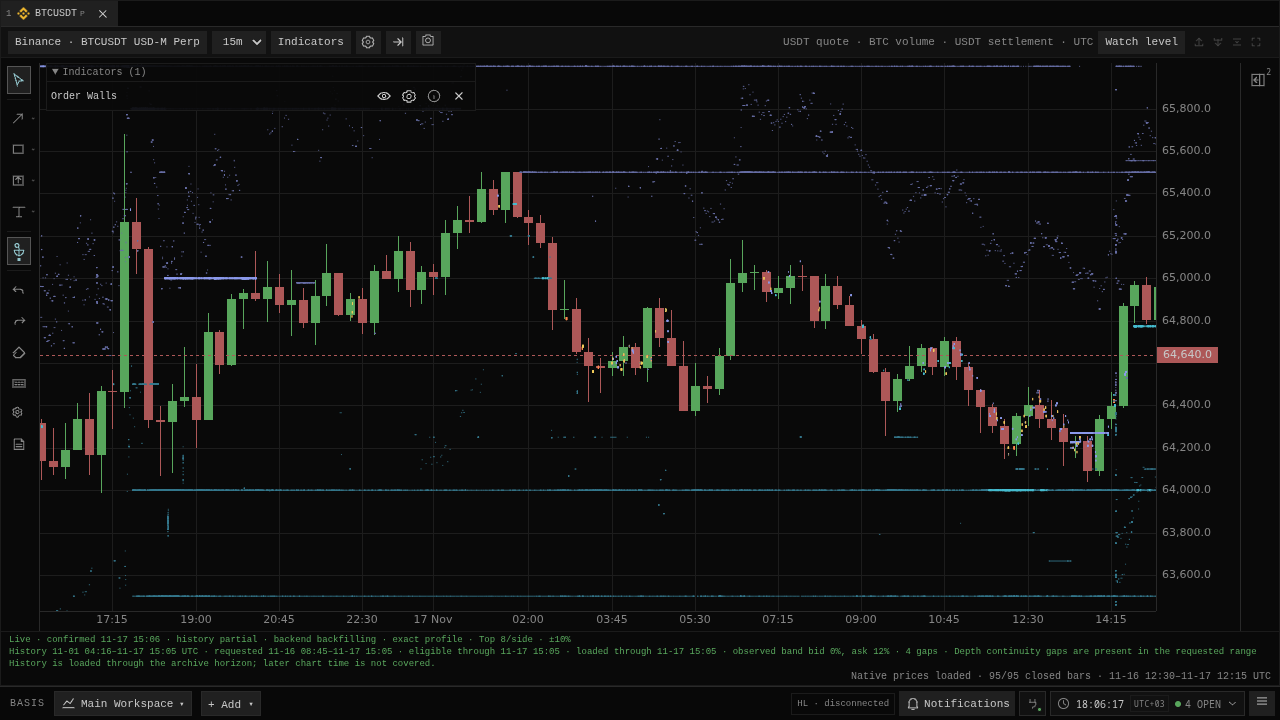 1 BTCUSDT P
Binance · BTCUSDT USD-M Perp 15m Indicators USDT quote · BTC volume · USDT settlement · UTC Watch level
Indicators (1)
Order Walls
2
65,800.0
65,600.0
65,400.0
65,200.0
65,000.0
64,800.0
64,640.0
64,400.0
64,200.0
64,000.0
63,800.0
63,600.0
17:15 19:00 20:45 22:30 17 Nov 02:00 03:45 05:30 07:15 09:00 10:45 12:30 14:15
Live · confirmed 11-17 15:06 · history partial · backend backfilling · exact profile · Top 8/side · ±10%
History 11-01 04:16–11-17 15:05 UTC · requested 11-16 08:45–11-17 15:05 · eligible through 11-17 15:05 · loaded through 11-17 15:05 · observed band bid 0%, ask 12% · 4 gaps · Depth continuity gaps are present in the requested range
History is loaded through the archive horizon; later chart time is not covered.
Native prices loaded · 95/95 closed bars · 11-16 12:30–11-17 12:15 UTC
BASIS Main Workspace + Add HL · disconnected Notifications 18:06:17 UTC+03 4 OPEN